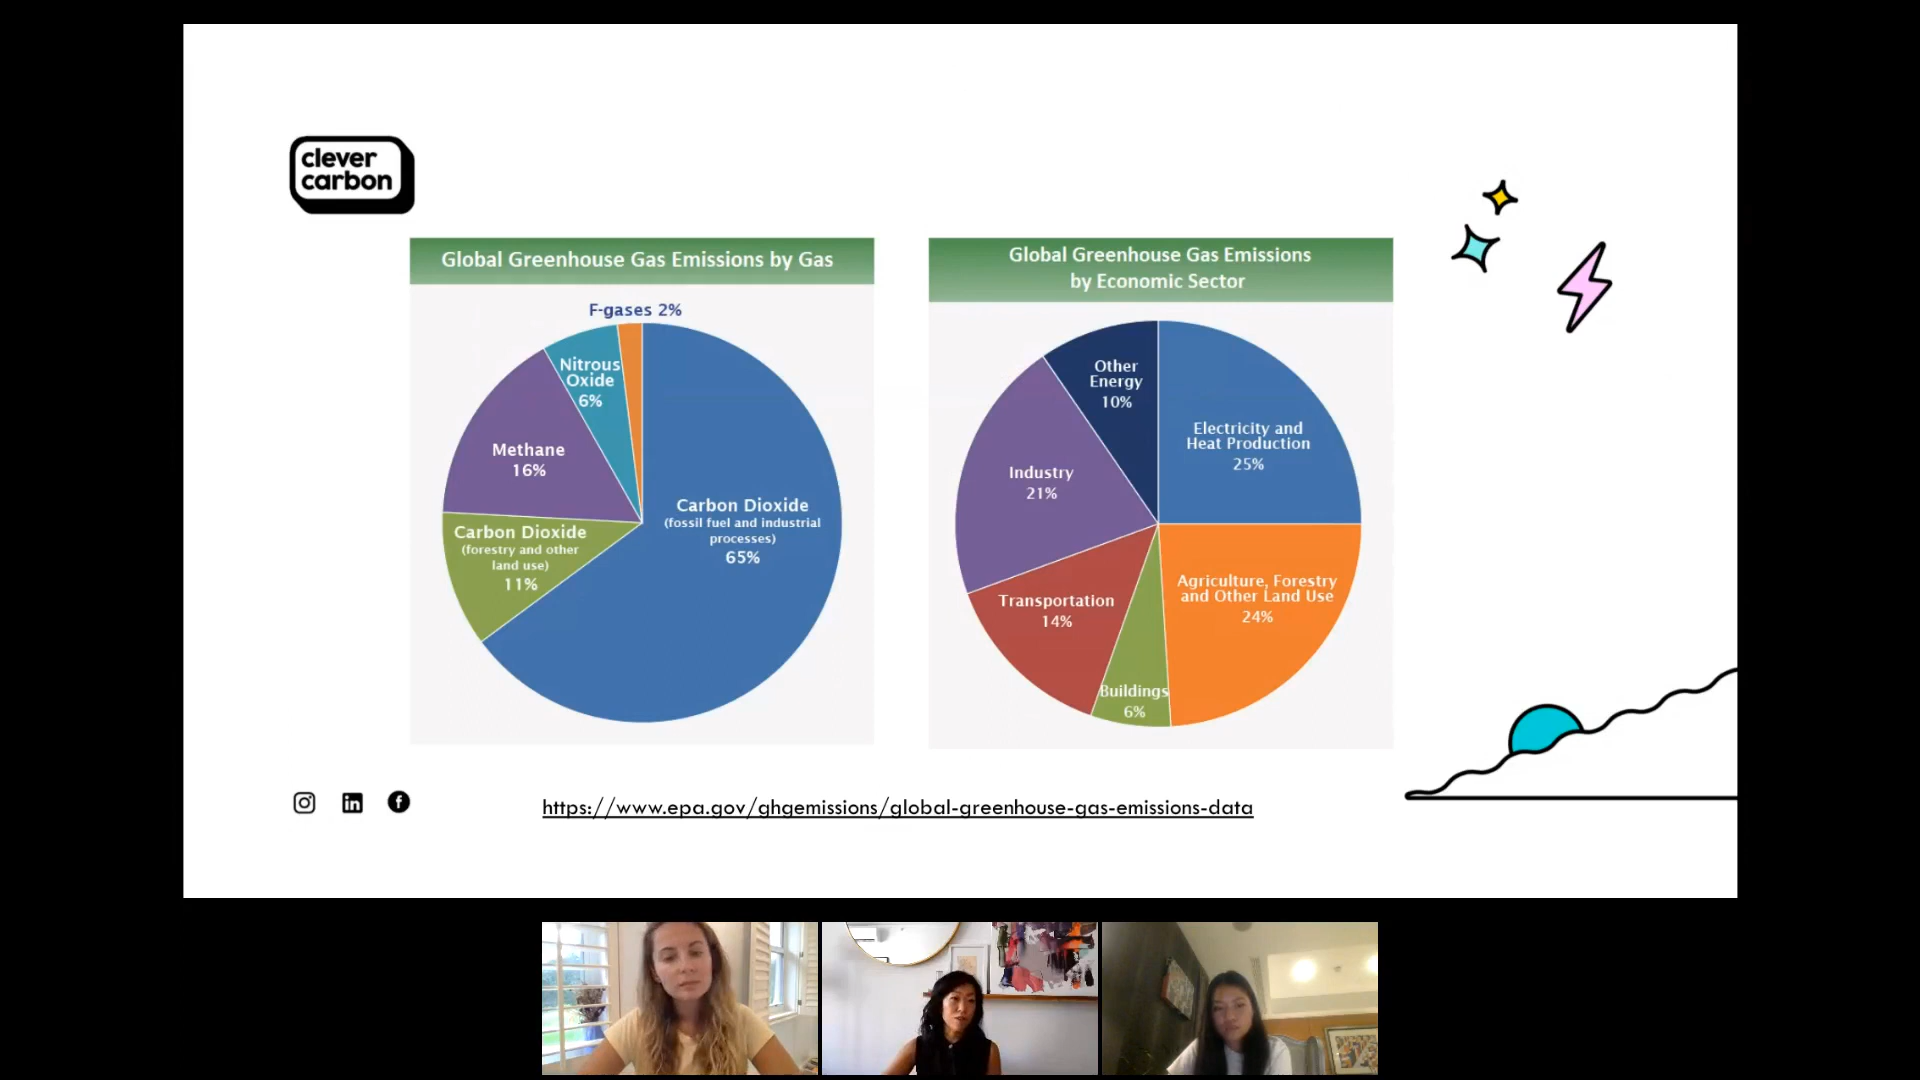 clever
carbon
Global Greenhouse Gas Emissions by Gas
F-gases 2%
Nitrous
Oxide
6%
Methane
16%
Carbon Dioxide
(forestry and other
land use)
11%
Carbon Dioxide
(fossil fuel and industrial
processes)
65%
Global Greenhouse Gas Emissions
by Economic Sector
Other
Energy
10%
Electricity and
Heat Production
25%
Industry
21%
Agriculture, Forestry
and Other Land Use
24%
Transportation
14%
Buildings
6%
in
f
https://www.epa.gov/ghgemissions/global-greenhouse-gas-emissions-data